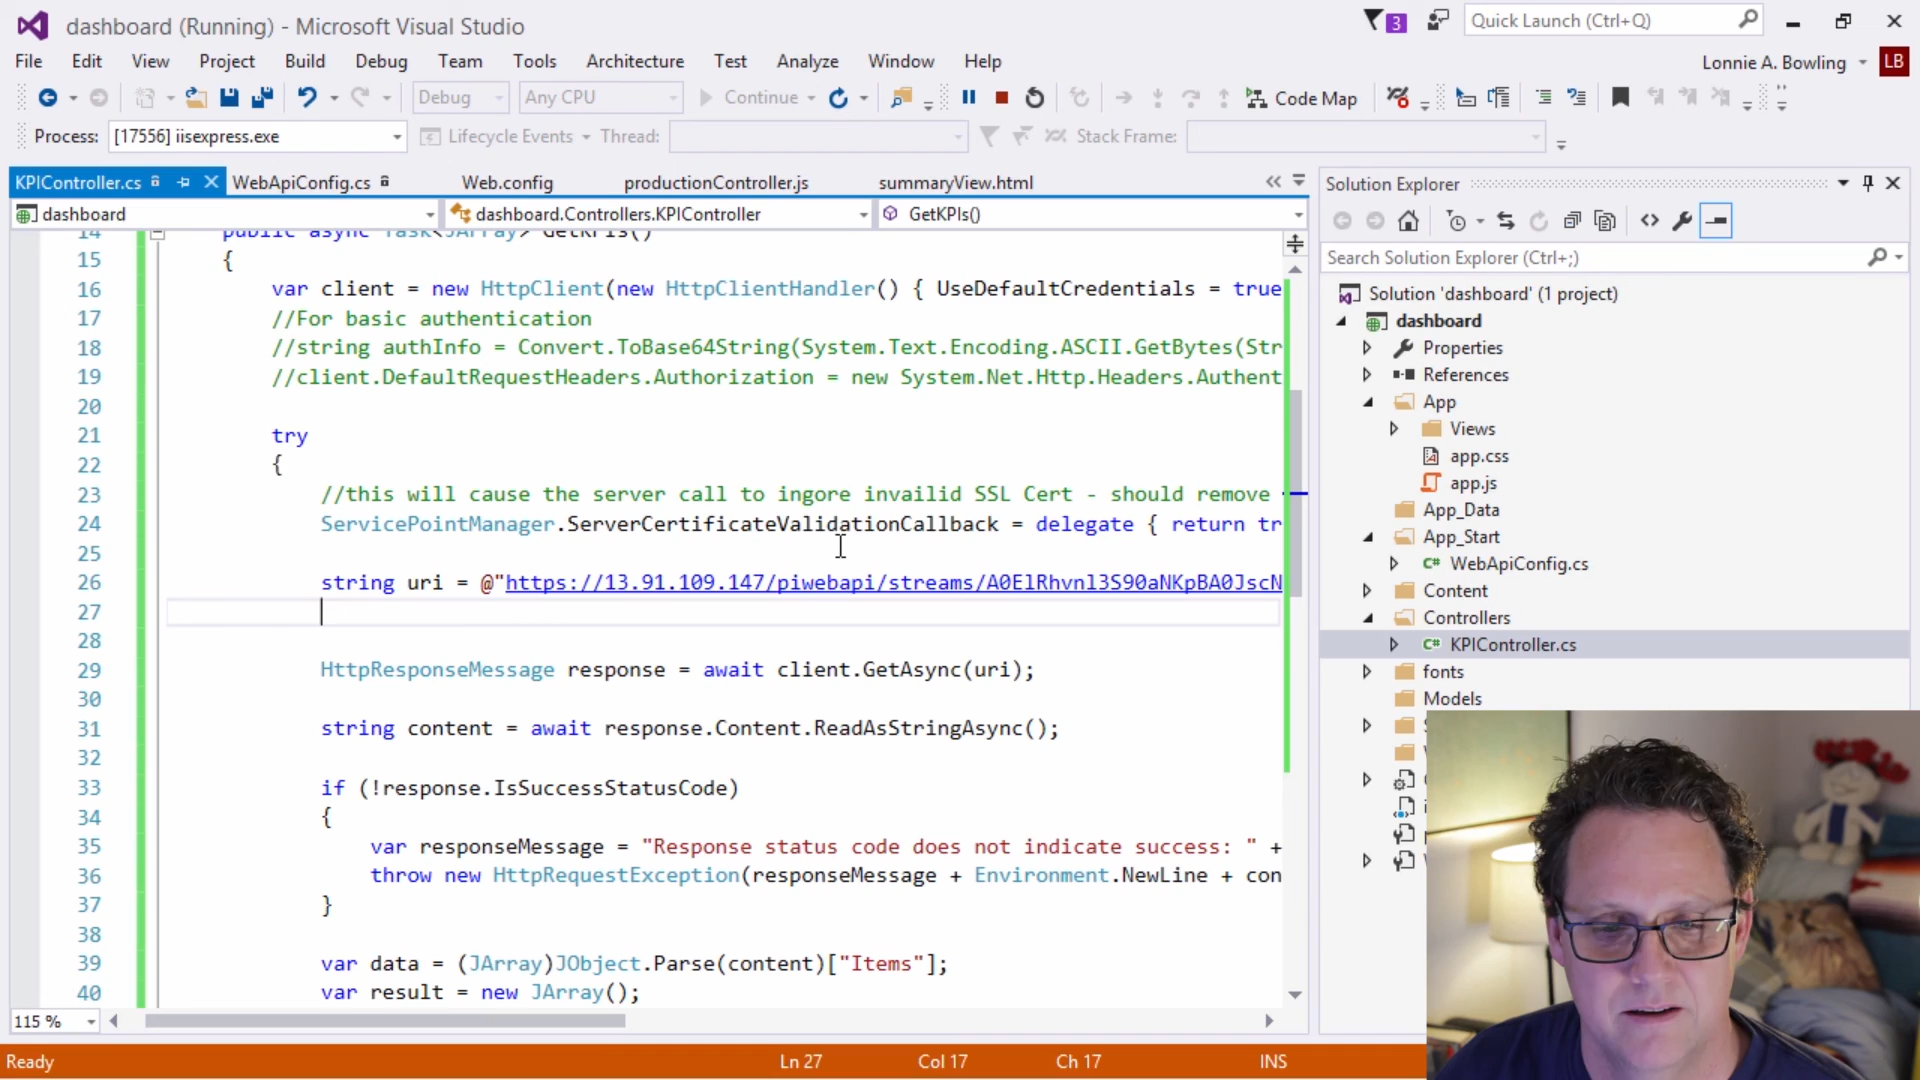 dashboard (Running) - Microsoft Visual Studio
3
Quick Launch (Ctrl+Q)
File Edit View Project Build Debug Team Tools Architecture Test Analyze Window Help
Lonnie A. Bowling LB
Debug Any CPU Continue Code Map
Process: [17556] iisexpress.exe Lifecycle Events Thread: Stack Frame:
KPIController.cs WebApiConfig.cs Web.config productionController.js summaryView.html
dashboard dashboard.Controllers.KPIController GetKPIs()
14 public async Task<JArray> GetKPIs()
15 {
16 var client = new HttpClient(new HttpClientHandler() { UseDefaultCredentials = true
17 //For basic authentication
18 //string authInfo = Convert.ToBase64String(System.Text.Encoding.ASCII.GetBytes(Str
19 //client.DefaultRequestHeaders.Authorization = new System.Net.Http.Headers.Authent
20
21 try
22 {
23 //this will cause the server call to ingore invailid SSL Cert - should remove
24 ServicePointManager.ServerCertificateValidationCallback = delegate { return tr
25
26 string uri = @"https://13.91.109.147/piwebapi/streams/A0ElRhvnl3S90aNKpBA0JscN
27
28
29 HttpResponseMessage response = await client.GetAsync(uri);
30
31 string content = await response.Content.ReadAsStringAsync();
32
33 if (!response.IsSuccessStatusCode)
34 {
35 var responseMessage = "Response status code does not indicate success: " +
36 throw new HttpRequestException(responseMessage + Environment.NewLine + con
37 }
38
39 var data = (JArray)JObject.Parse(content)["Items"];
40 var result = new JArray();
115 %
Ready Ln 27 Col 17 Ch 17 INS
Solution Explorer
Search Solution Explorer (Ctrl+;)
Solution 'dashboard' (1 project)
dashboard
Properties
References
App
Views
app.css
app.js
App_Data
App_Start
WebApiConfig.cs
Content
Controllers
KPIController.cs
fonts
Models